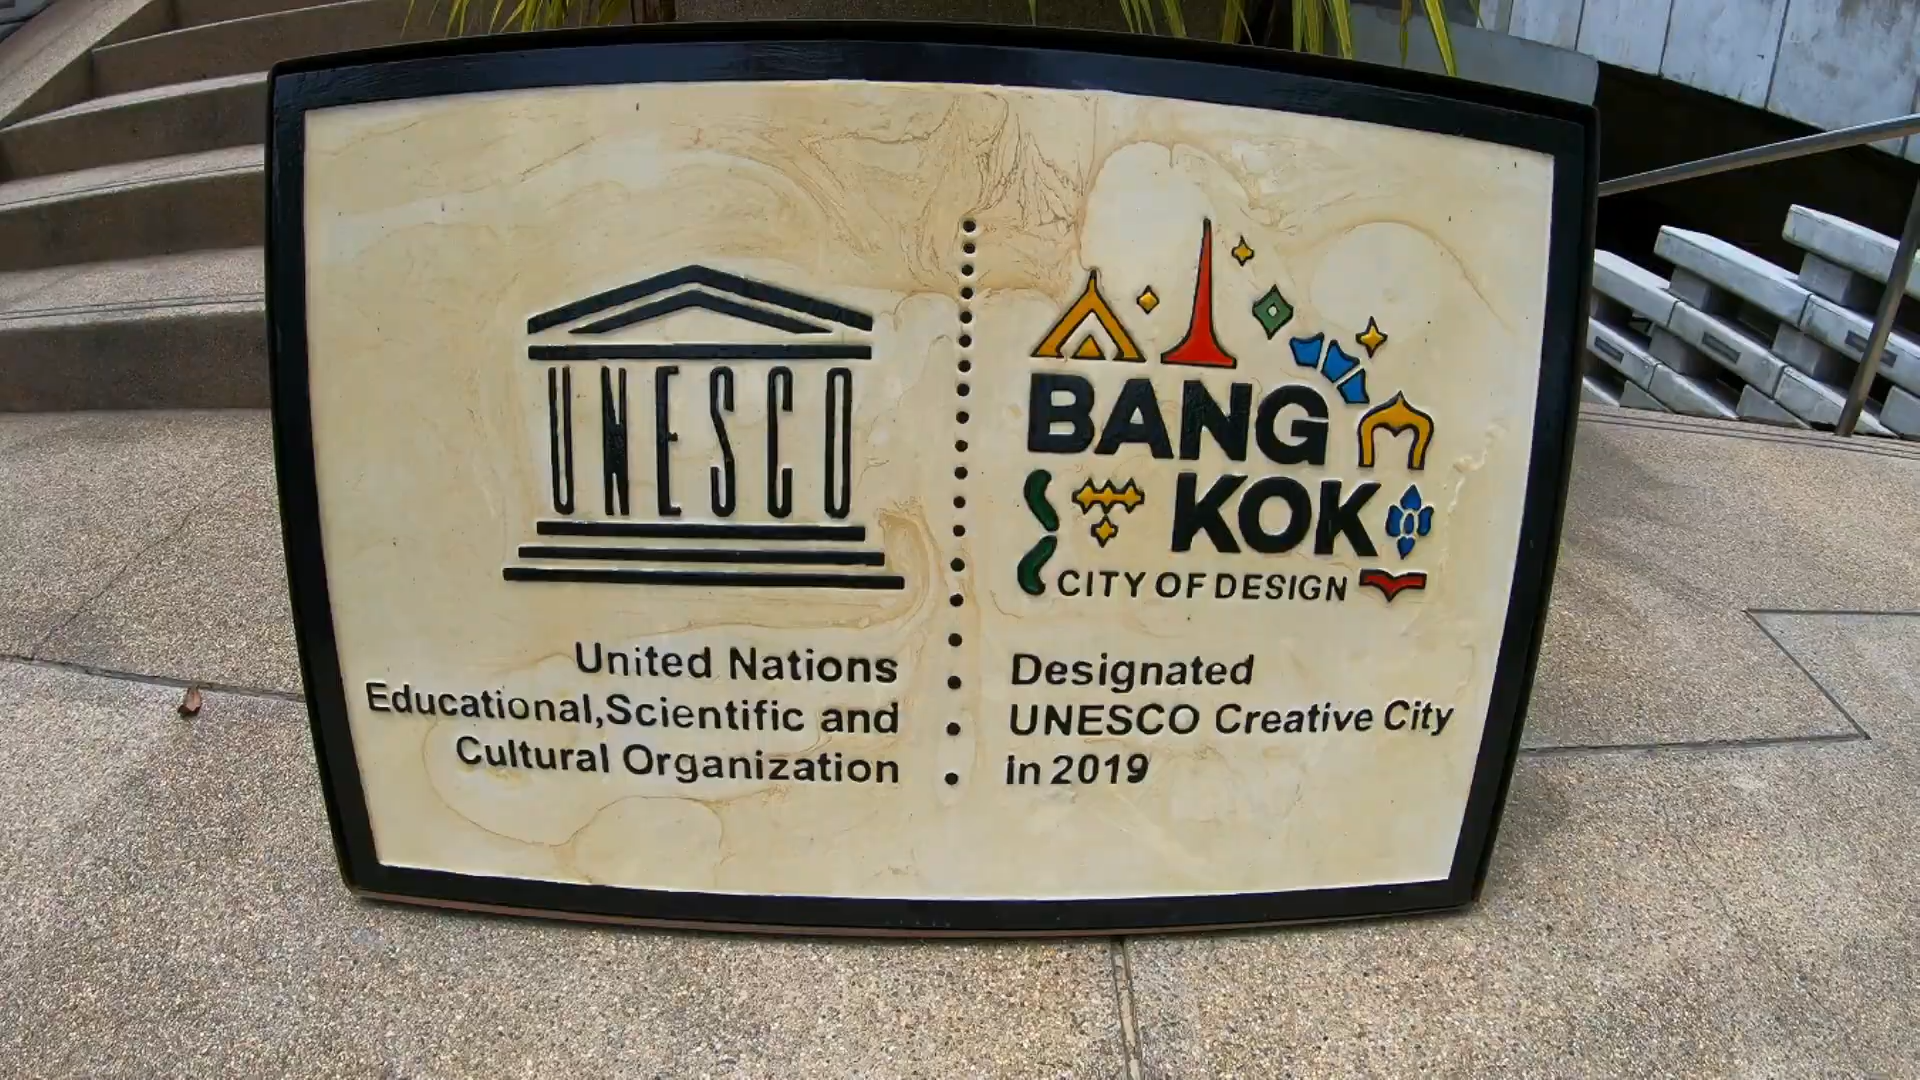 UNESCO
United Nations
Educational,Scientific and
Cultural Organization
BANG
KOK
CITY OF DESIGN
Designated
UNESCO Creative City
in 2019